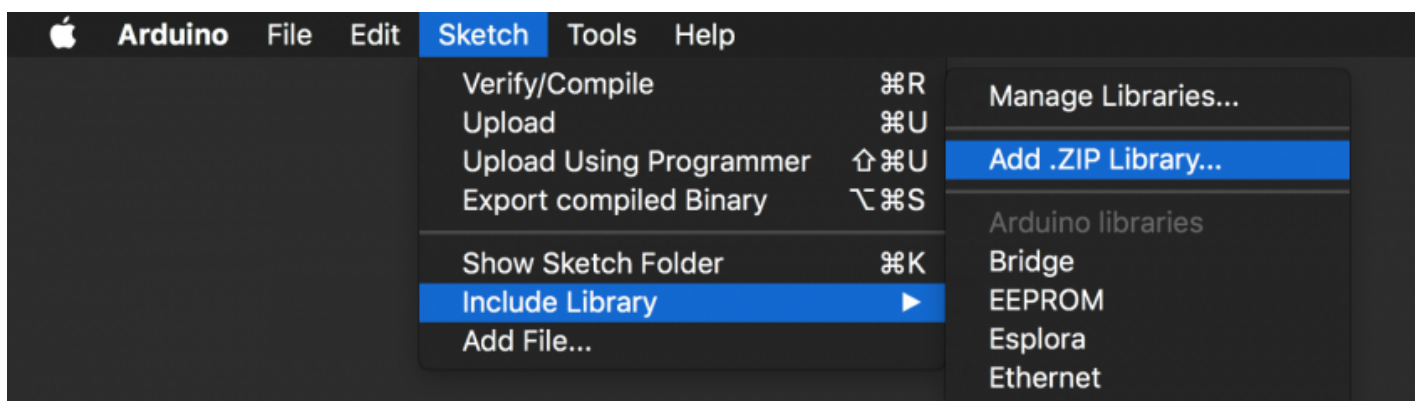 Arduino File Edit Sketch Tools Help
Verify/Compile ⌘R
Upload ⌘U
Upload Using Programmer ⇧⌘U
Export compiled Binary ⌥⌘S
Show Sketch Folder ⌘K
Include Library ▶
Add File...
Manage Libraries...
Add .ZIP Library...
Arduino libraries
Bridge
EEPROM
Esplora
Ethernet